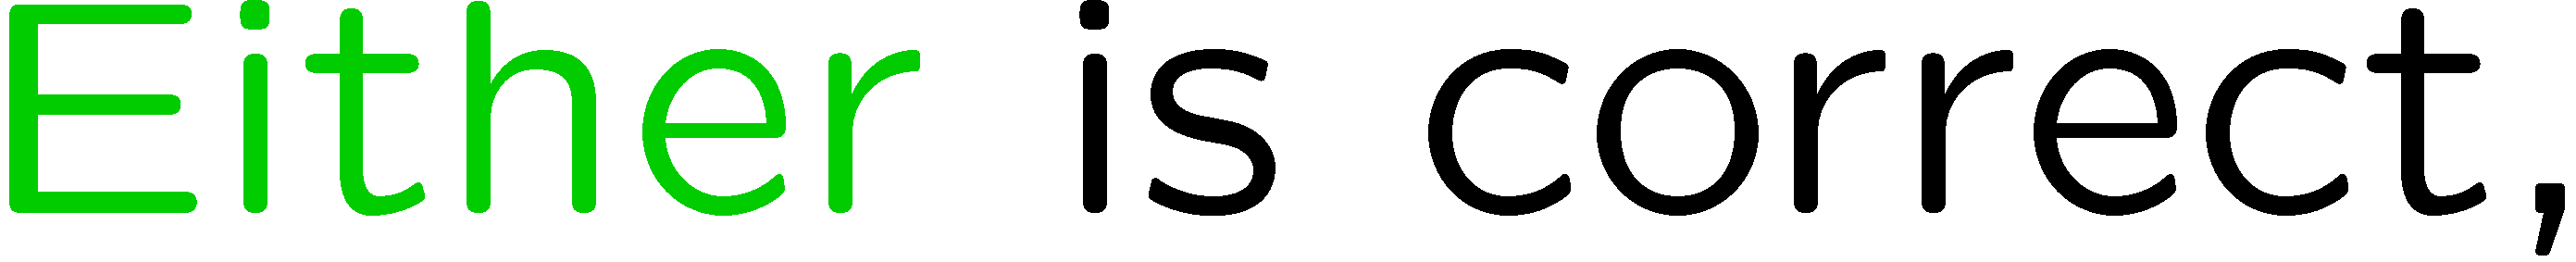 Either is correct,